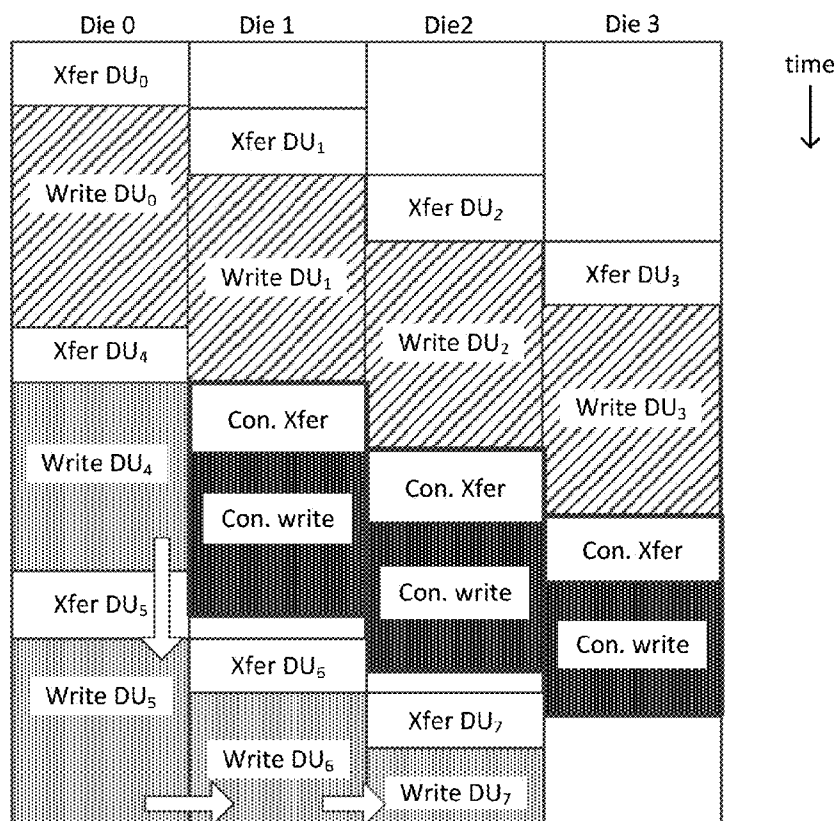 Die 0
Die 1
Die2
Die 3
time
Xfer DU₀
Xfer DU₁
Write DU₀
Xfer DU₂
Write DU₁
Xfer DU₃
Write DU₂
Xfer DU₄
Write DU₃
Con. Xfer
Write DU₄
Con. Xfer
Con. write
Con. Xfer
Xfer DU₅
Con. write
Con. write
Xfer DU₆
Write DU₅
Xfer DU₇
Write DU₆
Write DU₇